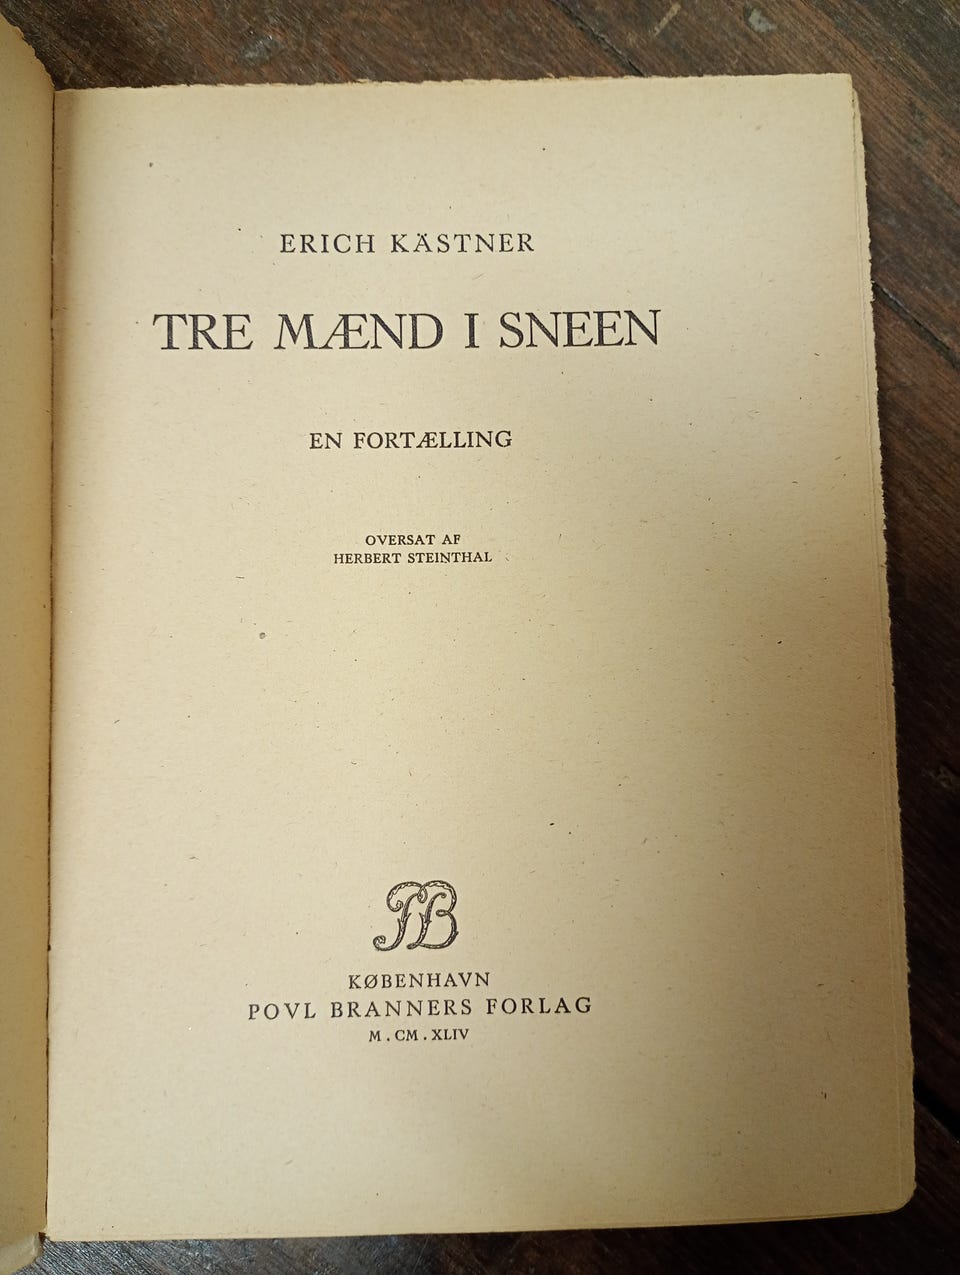 ERICH KÄSTNER
TRE MÆND I SNEEN
EN FORTÆLLING
OVERSAT AF
HERBERT STEINTHAL
PB
KØBENHAVN
POVL BRANNERS FORLAG
M . CM . XLIV